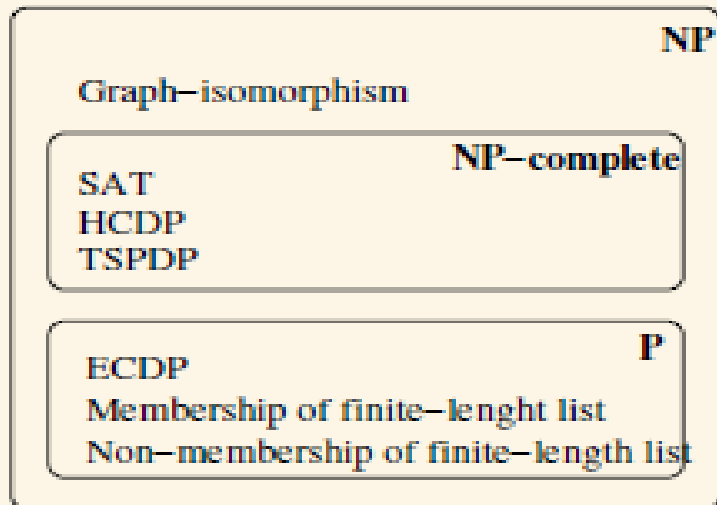 NP
Graph-isomorphism
NP-complete
SAT
HCDP
TSPDP
P
ECDP
Membership of finite-lenght list
Non-membership of finite-length list